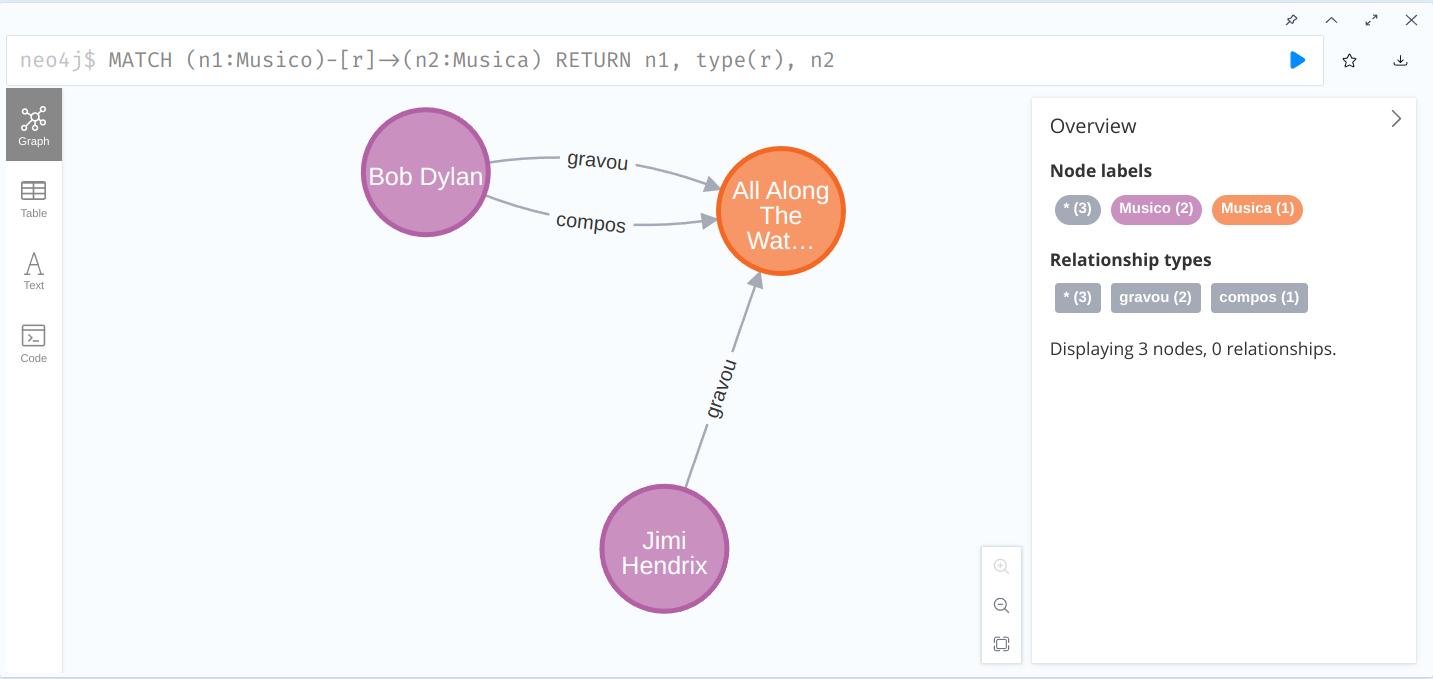 neo4j$ MATCH (n1:Musico)-[r]->(n2:Musica) RETURN n1, type(r), n2
Graph
Table
Text
Code
Bob Dylan
gravou
compos
All Along
The
Wat…
gravou
Jimi
Hendrix
Overview
Node labels
* (3) Musico (2) Musica (1)
Relationship types
* (3) gravou (2) compos (1)
Displaying 3 nodes, 0 relationships.